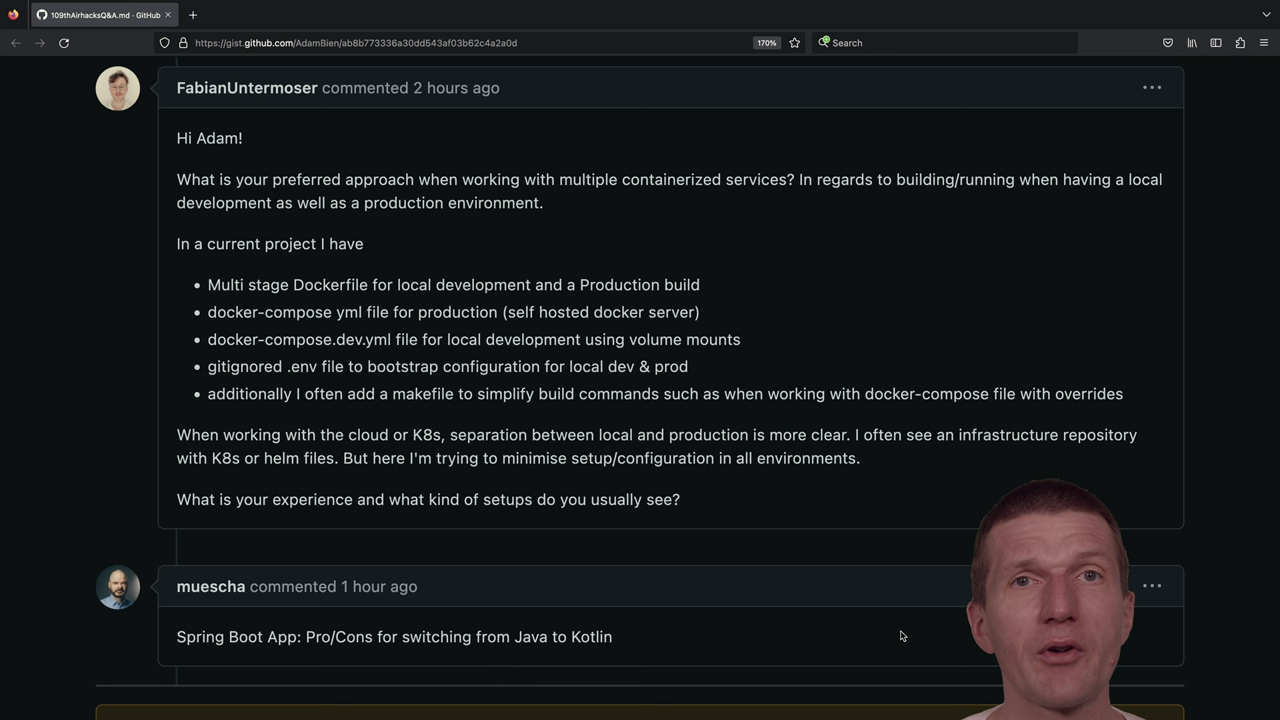 109thAirhacksQ&A.md · GitHub
https://gist.github.com/AdamBien/ab8b773336a30dd543af03b62c4a2a0d
170%
Search
FabianUntermoser commented 2 hours ago
Hi Adam!
What is your preferred approach when working with multiple containerized services? In regards to building/running when having a local
development as well as a production environment.
In a current project I have
• Multi stage Dockerfile for local development and a Production build
• docker-compose yml file for production (self hosted docker server)
• docker-compose.dev.yml file for local development using volume mounts
• gitignored .env file to bootstrap configuration for local dev & prod
• additionally I often add a makefile to simplify build commands such as when working with docker-compose file with overrides
When working with the cloud or K8s, separation between local and production is more clear. I often see an infrastructure repository
with K8s or helm files. But here I'm trying to minimise setup/configuration in all environments.
What is your experience and what kind of setups do you usually see?
muescha commented 1 hour ago
Spring Boot App: Pro/Cons for switching from Java to Kotlin